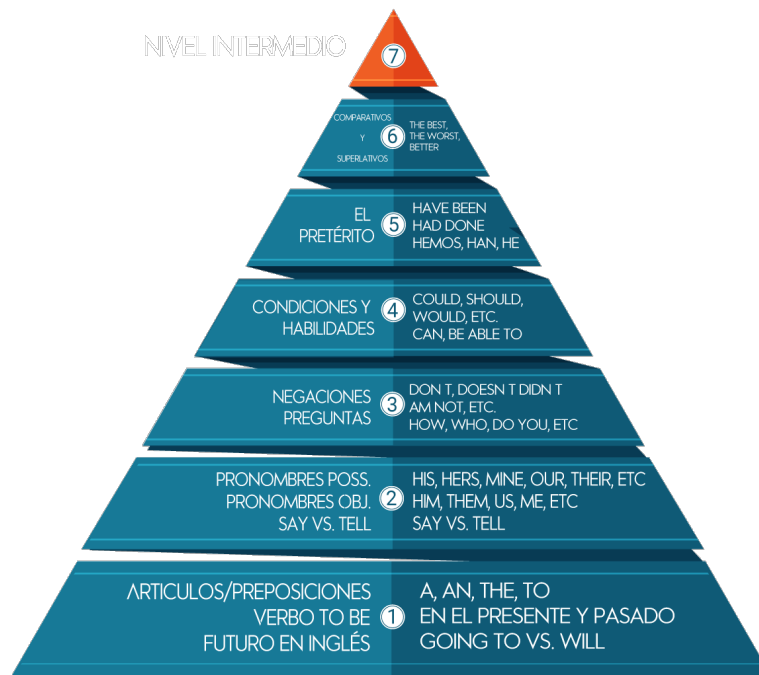 NIVEL INTERMEDIO
7
COMPARATIVOS
Y
SUPERLATIVOS
6
THE BEST,
THE WORST,
BETTER
EL
PRETÉRITO
5
HAVE BEEN
HAD DONE
HEMOS, HAN, HE
CONDICIONES Y
HABILIDADES
4
COULD, SHOULD,
WOULD, ETC.
CAN, BE ABLE TO
NEGACIONES
PREGUNTAS
3
DON T, DOESN T DIDN T
AM NOT, ETC.
HOW, WHO, DO YOU, ETC
PRONOMBRES POSS.
PRONOMBRES OBJ.
SAY VS. TELL
2
HIS, HERS, MINE, OUR, THEIR, ETC
HIM, THEM, US, ME, ETC
SAY VS. TELL
ARTICULOS/PREPOSICIONES
VERBO TO BE
FUTURO EN INGLÉS
1
A, AN, THE, TO
EN EL PRESENTE Y PASADO
GOING TO VS. WILL